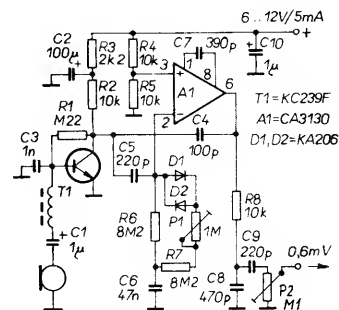 6..12V/5mA
+
C2
100µ
+
R3
2k2
R4
10k
C7
390p
C10
1µ
+
R2
10k
R5
10k
3
+
1
8
A1
6
2
-
T1=KC239F
A1=CA3130
D1,D2=KA206
R1
M22
C3
1n
T1
C5
220p
C4
100p
D1
D2
P1
1M
R8
10k
R6
8M2
R7
8M2
C1
1µ
C6
47n
C8
470p
C9
220p
0,6mV
P2
M1